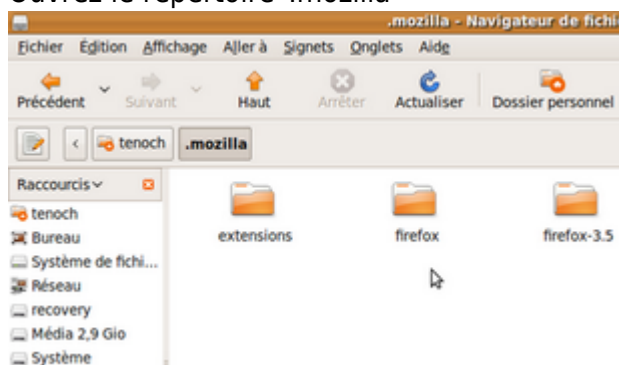 Ouvrez le répertoire .mozilla
.mozilla - Navigateur de fichi
Fichier Édition Affichage Aller à Signets Onglets Aide
Précédent Suivant Haut Arrêter Actualiser Dossier personnel
tenoch .mozilla
Raccourcis
tenoch
Bureau
Système de fichi...
Réseau
recovery
Média 2,9 Gio
Système
extensions firefox firefox-3.5